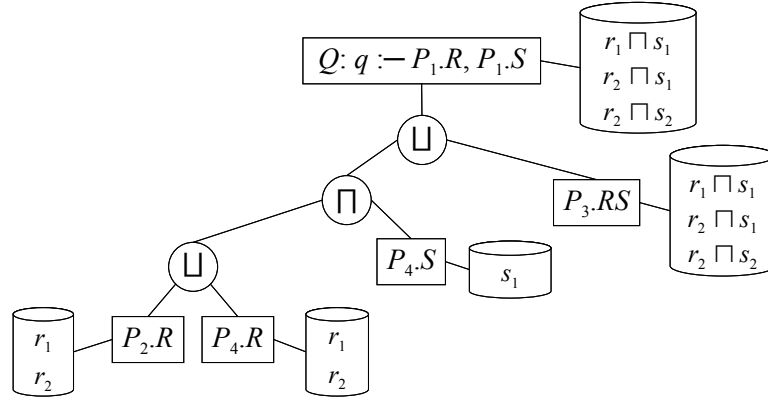 Q: q :– P₁.R, P₁.S
r₁ ⊓ s₁
r₂ ⊓ s₁
r₂ ⊓ s₂
⊔
⊓
P₃.RS
r₁ ⊓ s₁
r₂ ⊓ s₁
r₂ ⊓ s₂
P₄.S
s₁
⊔
r₁
r₂
P₂.R
P₄.R
r₁
r₂